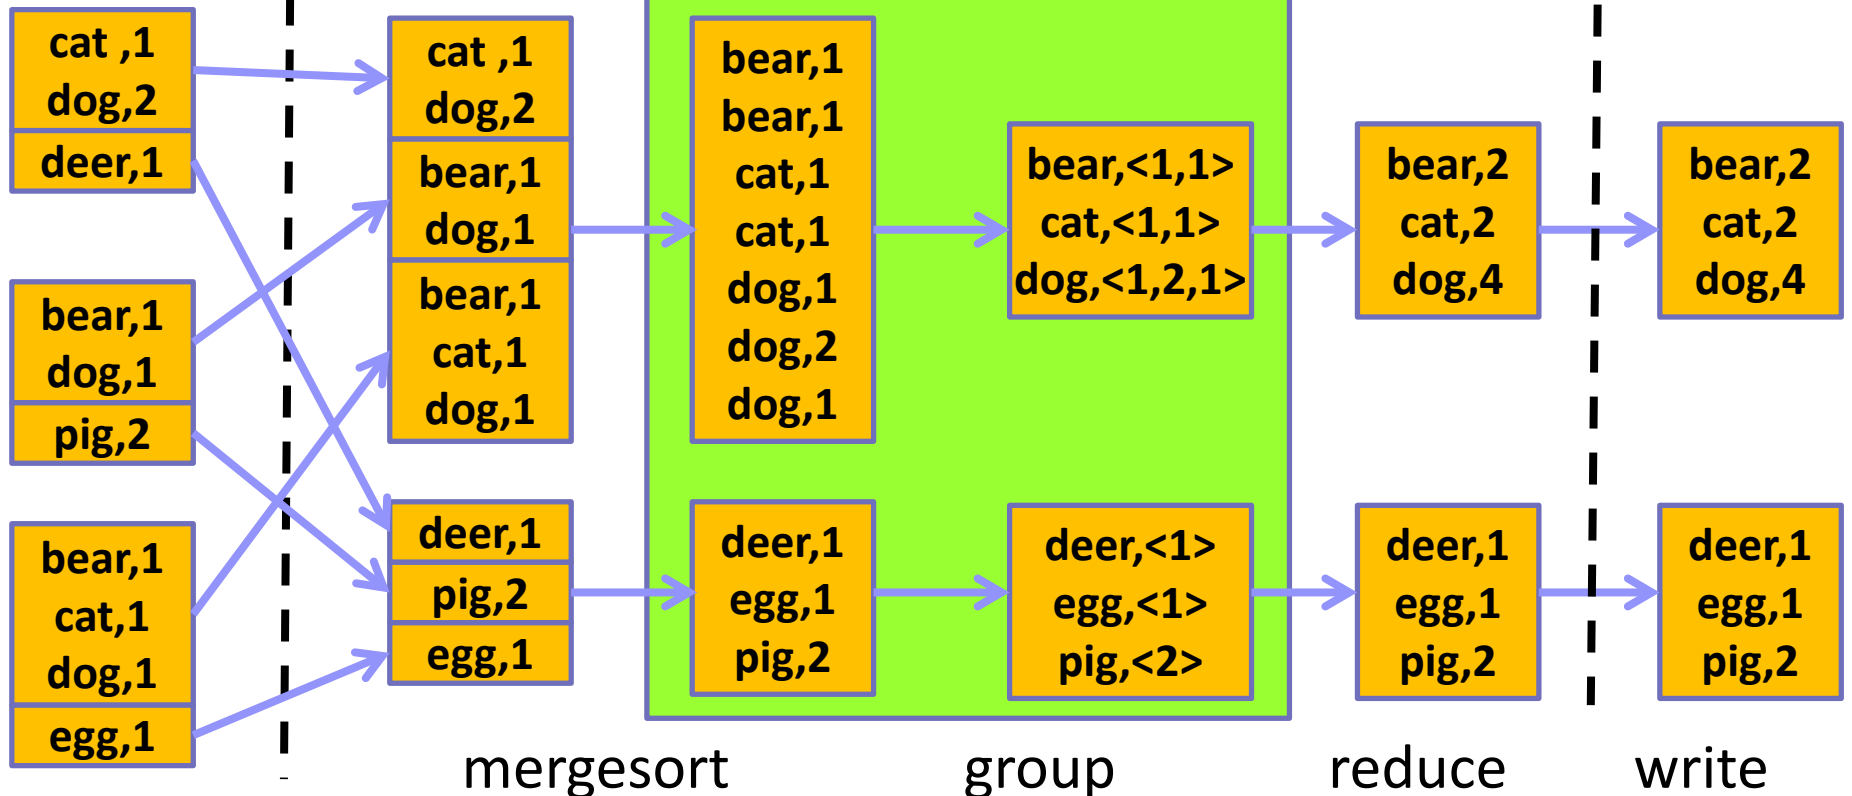 cat ,1
dog,2
deer,1
bear,1
dog,1
pig,2
bear,1
cat,1
dog,1
egg,1
cat ,1
dog,2
bear,1
dog,1
bear,1
cat,1
dog,1
deer,1
pig,2
egg,1
bear,1
bear,1
cat,1
cat,1
dog,1
dog,2
dog,1
deer,1
egg,1
pig,2
bear,<1,1>
cat,<1,1>
dog,<1,2,1>
deer,<1>
egg,<1>
pig,<2>
bear,2
cat,2
dog,4
deer,1
egg,1
pig,2
bear,2
cat,2
dog,4
deer,1
egg,1
pig,2
mergesort
group
reduce
write